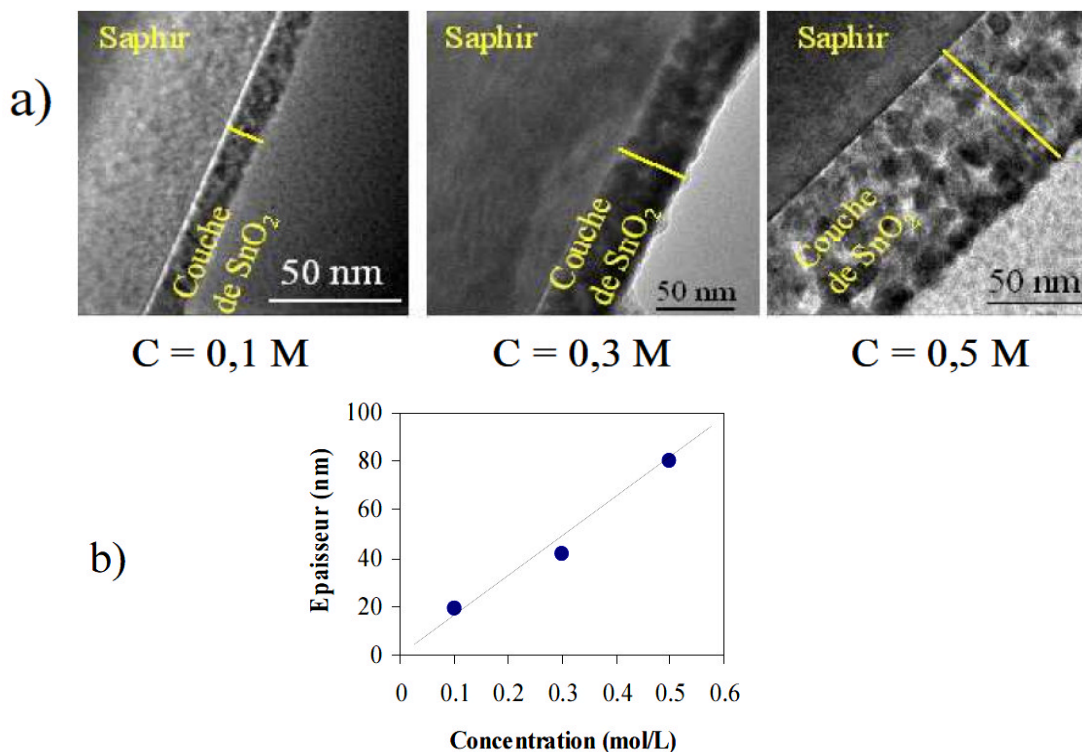 a)
Saphir
Couche
de SnO₂
50 nm
Saphir
Couche
de SnO₂
50 nm
Saphir
Couche
de SnO₂
50 nm
C = 0,1 M
C = 0,3 M
C = 0,5 M
b)
Epaisseur (nm)
100
80
60
40
20
0
0 0.1 0.2 0.3 0.4 0.5 0.6
Concentration (mol/L)